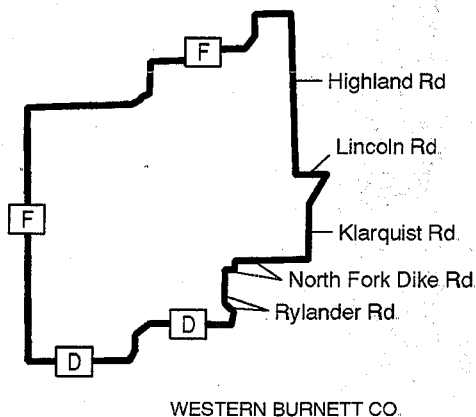 F
Highland Rd
Lincoln Rd.
F
Klarquist Rd.
North Fork Dike Rd.
Rylander Rd.
D
D
WESTERN BURNETT CO.